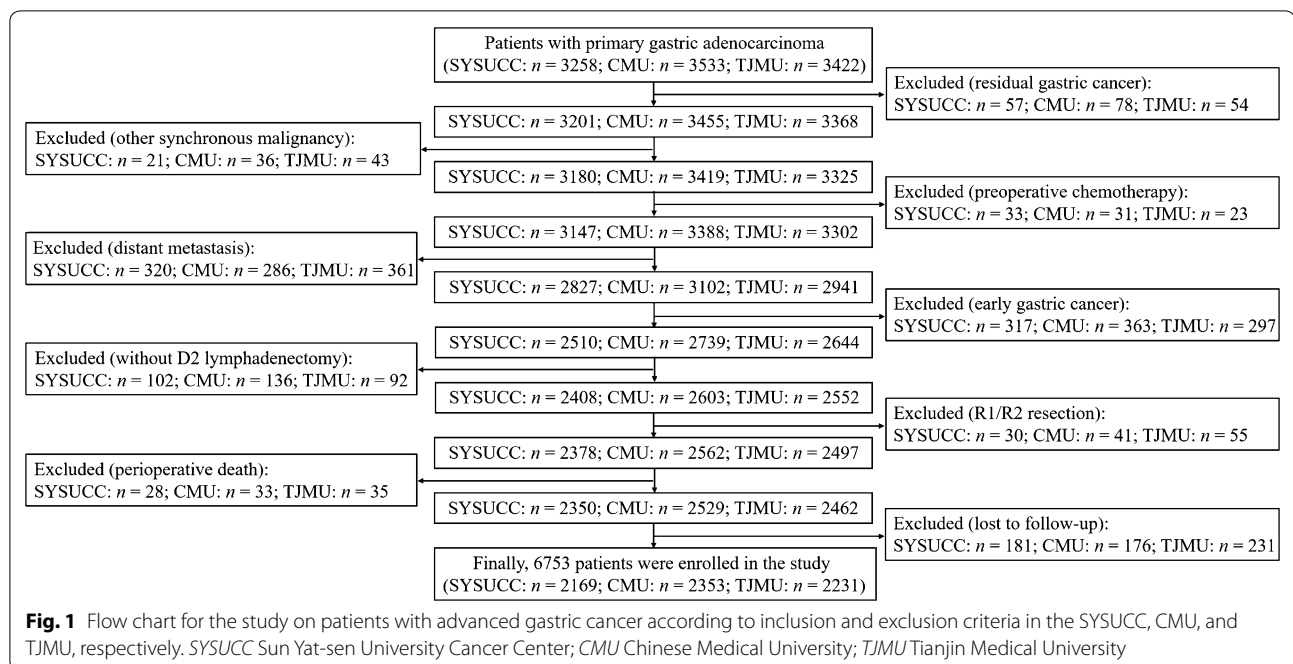 Patients with primary gastric adenocarcinoma
(SYSUCC: n = 3258; CMU: n = 3533; TJMU: n = 3422)
Excluded (residual gastric cancer):
SYSUCC: n = 57; CMU: n = 78; TJMU: n = 54
SYSUCC: n = 3201; CMU: n = 3455; TJMU: n = 3368
Excluded (other synchronous malignancy):
SYSUCC: n = 21; CMU: n = 36; TJMU: n = 43
SYSUCC: n = 3180; CMU: n = 3419; TJMU: n = 3325
Excluded (preoperative chemotherapy):
SYSUCC: n = 33; CMU: n = 31; TJMU: n = 23
SYSUCC: n = 3147; CMU: n = 3388; TJMU: n = 3302
Excluded (distant metastasis):
SYSUCC: n = 320; CMU: n = 286; TJMU: n = 361
SYSUCC: n = 2827; CMU: n = 3102; TJMU: n = 2941
Excluded (early gastric cancer):
SYSUCC: n = 317; CMU: n = 363; TJMU: n = 297
SYSUCC: n = 2510; CMU: n = 2739; TJMU: n = 2644
Excluded (without D2 lymphadenectomy):
SYSUCC: n = 102; CMU: n = 136; TJMU: n = 92
SYSUCC: n = 2408; CMU: n = 2603; TJMU: n = 2552
Excluded (R1/R2 resection):
SYSUCC: n = 30; CMU: n = 41; TJMU: n = 55
SYSUCC: n = 2378; CMU: n = 2562; TJMU: n = 2497
Excluded (perioperative death):
SYSUCC: n = 28; CMU: n = 33; TJMU: n = 35
SYSUCC: n = 2350; CMU: n = 2529; TJMU: n = 2462
Excluded (lost to follow-up):
SYSUCC: n = 181; CMU: n = 176; TJMU: n = 231
Finally, 6753 patients were enrolled in the study
(SYSUCC: n = 2169; CMU: n = 2353; TJMU: n = 2231)
Fig. 1 Flow chart for the study on patients with advanced gastric cancer according to inclusion and exclusion criteria in the SYSUCC, CMU, and
TJMU, respectively. SYSUCC Sun Yat-sen University Cancer Center; CMU Chinese Medical University; TJMU Tianjin Medical University